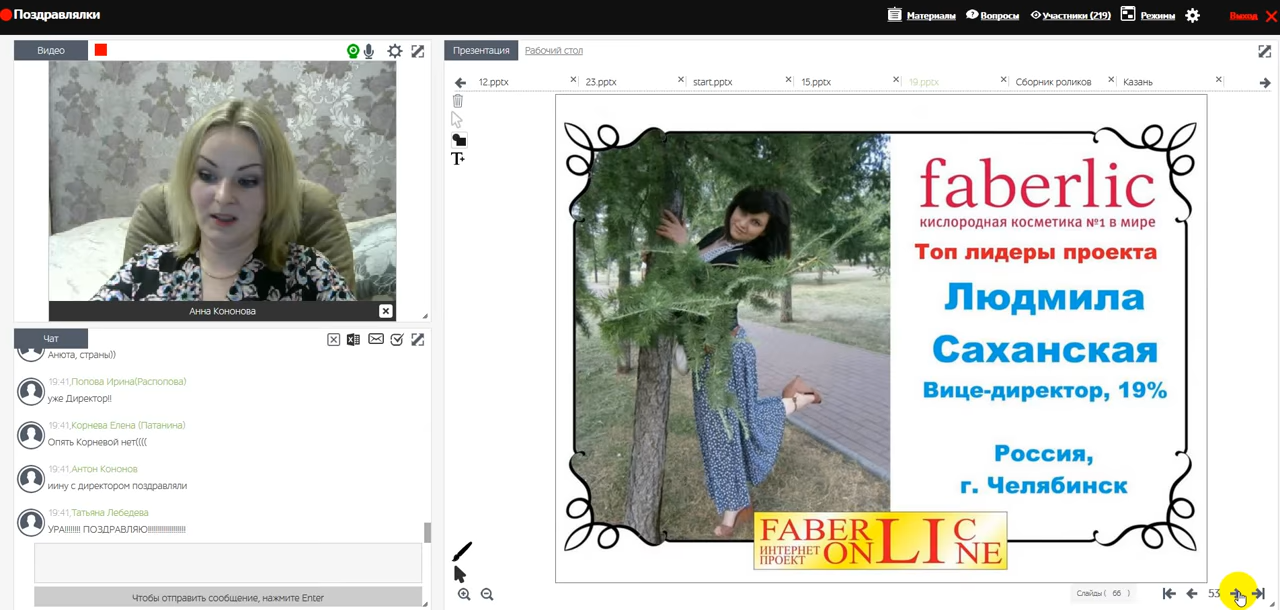 Поздравлялки
Материалы
Вопросы
Участники (219)
Режимы
Выход
Видео
Анна Кононова
Чат
Анюта, страны))
19:41,Попова Ирина(Распопова)
уже Директор!!
19:41,Корнева Елена (Патанина)
Опять Корневой нет((((
19:41,Антон Кононов
иину с директором поздравляли
19:41,Татьяна Лебедева
УРА!!!!!!!! ПОЗДРАВЛЯЮ!!!!!!!!!!!!!!!!!!!
Чтобы отправить сообщение, нажмите Enter
Презентация
Рабочий стол
12.pptx
23.pptx
start.pptx
15.pptx
19.pptx
Сборник роликов
Казань
faberlic
кислородная косметика №1 в мире
Топ лидеры проекта
Людмила
Саханская
Вице-директор, 19%
Россия,
г. Челябинск
FABERLIC
ИНТЕРНЕТ
ПРОЕКТ
ONLINE
Слайды ( 66 )
53